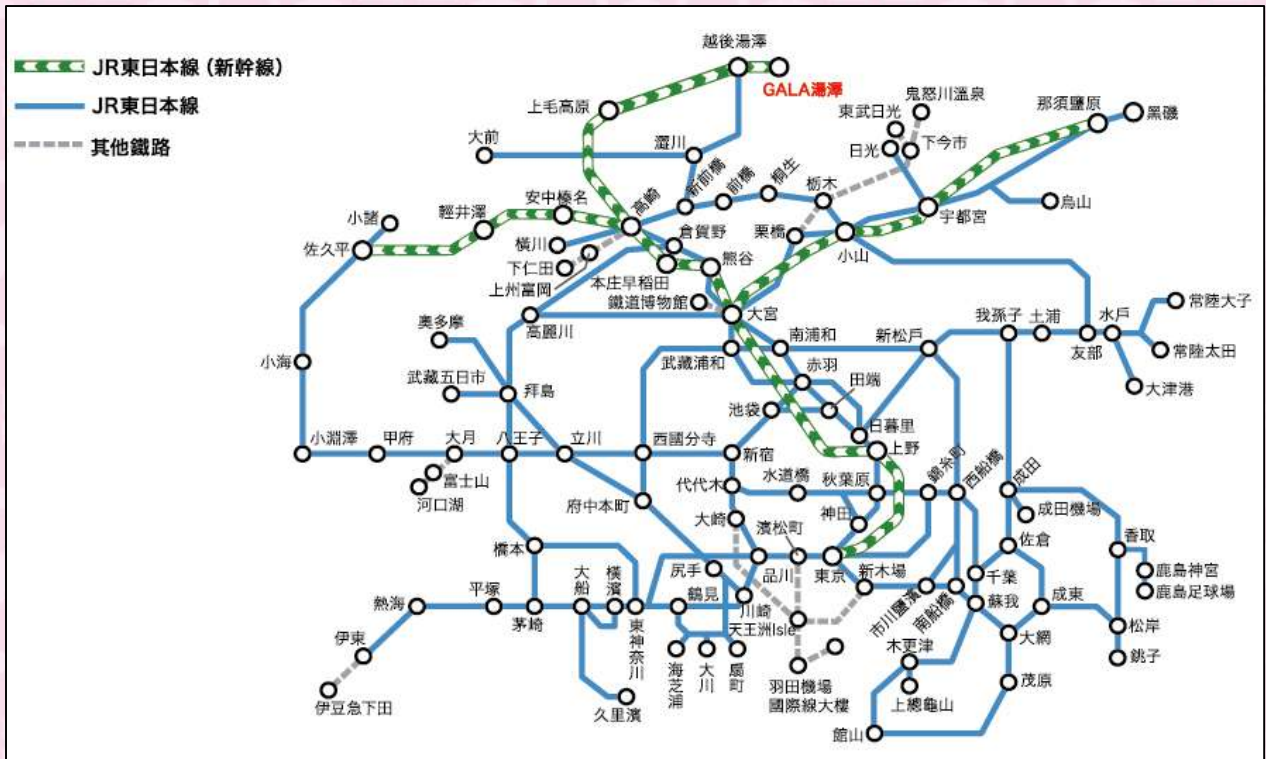 JR東日本線（新幹線）
JR東日本線
其他鐵路
越後湯澤
GALA湯澤
上毛高原
大前
澀川
鬼怒川溫泉
東武日光
下今市
日光
那須鹽原
黑磯
烏山
宇都宮
小山
栃木
栗橋
桐生
前橋
新前橋
高崎
安中榛名
輕井澤
小諸
佐久平
橫川
下仁田
上州富岡
倉賀野
本庄早稻田
熊谷
鐵道博物館
大宮
高麗川
奧多摩
武藏五日市
拜島
小海
小淵澤
甲府
大月
富士山
河口湖
八王子
立川
西國分寺
府中本町
武藏浦和
南浦和
新松戶
我孫子
土浦
友部
水戶
常陸大子
常陸太田
大津港
赤羽
田端
池袋
日暮里
上野
新宿
代代木
水道橋
秋葉原
神田
錦糸町
西船橋
成田
成田機場
佐倉
香取
鹿島神宮
鹿島足球場
大崎
濱松町
品川
東京
新木場
市川鹽濱
南船橋
千葉
蘇我
成東
松岸
銚子
大網
茂原
木更津
上總龜山
館山
橋本
尻手
鶴見
川崎
天王洲Isle
羽田機場
國際線大樓
海芝浦
大川
扇町
東神奈川
橫濱
大船
久里濱
茅崎
平塚
熱海
伊東
伊豆急下田